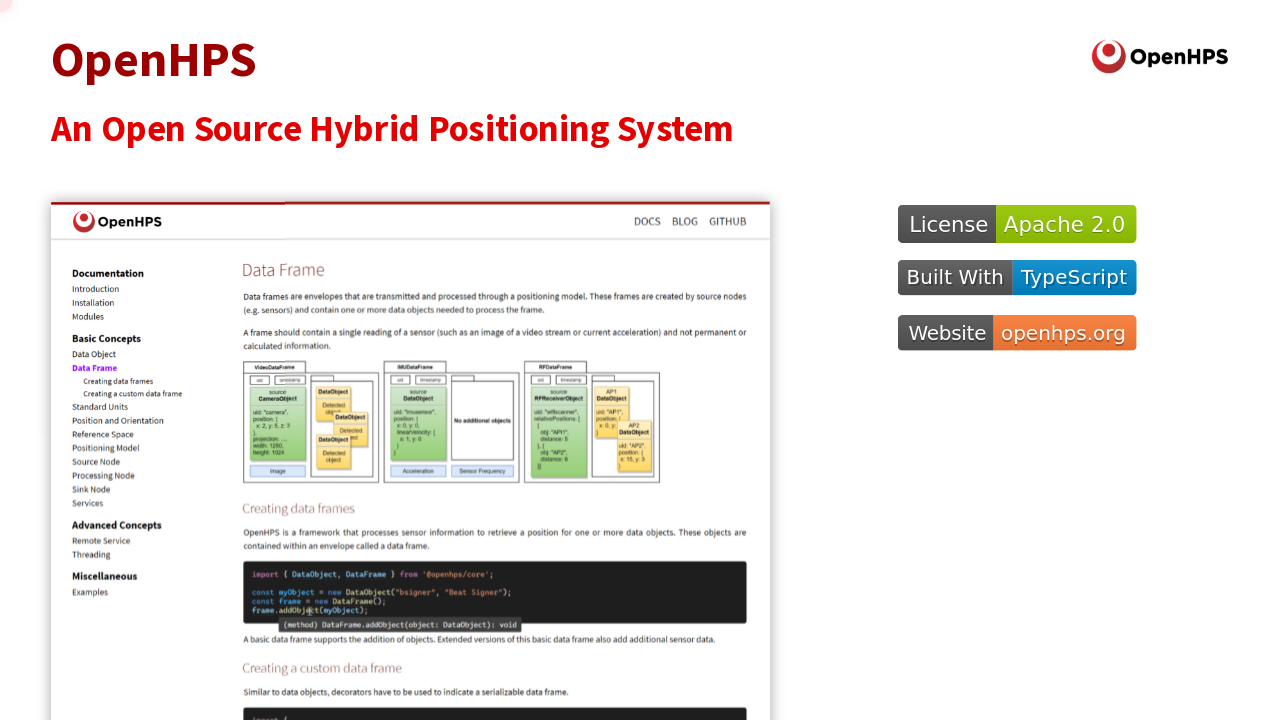 OpenHPS
OpenHPS
An Open Source Hybrid Positioning System
OpenHPS
DOCS BLOG GITHUB
Documentation
Introduction
Installation
Modules
Basic Concepts
Data Object
Data Frame
Creating data frames
Creating a custom data frame
Standard Units
Position and Orientation
Reference Space
Positioning Model
Source Node
Processing Node
Sink Node
Services
Advanced Concepts
Remote Service
Threading
Miscellaneous
Examples
Data Frame
Data frames are envelopes that are transmitted and processed through a positioning model. These frames are created by source nodes
(e.g. sensors) and contain one or more data objects needed to process the frame.
A frame should contain a single reading of a sensor (such as an image of a video stream or current acceleration) and not permanent or
calculated information.
VideoDataFrame
uid timestamp
source
CameraObject
uid: "camera",
position: {
x: 2, y: 5, z: 3
},
projection: ...,
width: 1280,
height: 1024
Image
DataObject
Detected
object
DataObject
Detected
DataObject
Detected
object
IMUDataFrame
uid timestamp
source
DataObject
uid: "imusensor",
position: {
x: 0, y: 0,
linearVelocity: {
x: 1, y: 0
}
}
No additional objects
Acceleration
Sensor Frequency
RFDataFrame
uid timestamp
source
RFReceiverObject
uid: "wifiscanner",
relativePositions: [
{
obj: "AP1",
distance: 5
}, {
obj: "AP2",
distance: 6
}]
AP1
DataObject
uid: "AP1",
position: {
x: 0, y:
}
AP2
DataObject
uid: "AP2",
position: {
x: 15, y: 3
}
Creating data frames
OpenHPS is a framework that processes sensor information to retrieve a position for one or more data objects. These objects are
contained within an envelope called a data frame.
import { DataObject, DataFrame } from '@openhps/core';
const myObject = new DataObject("bsigner", "Beat Signer");
const frame = new DataFrame();
frame.addObject(myObject);
(method) DataFrame.addObject(object: DataObject): void
A basic data frame supports the addition of objects. Extended versions of this basic data frame also add additional sensor data.
Creating a custom data frame
Similar to data objects, decorators have to be used to indicate a serializable data frame.
import {
License Apache 2.0
Built With TypeScript
Website openhps.org